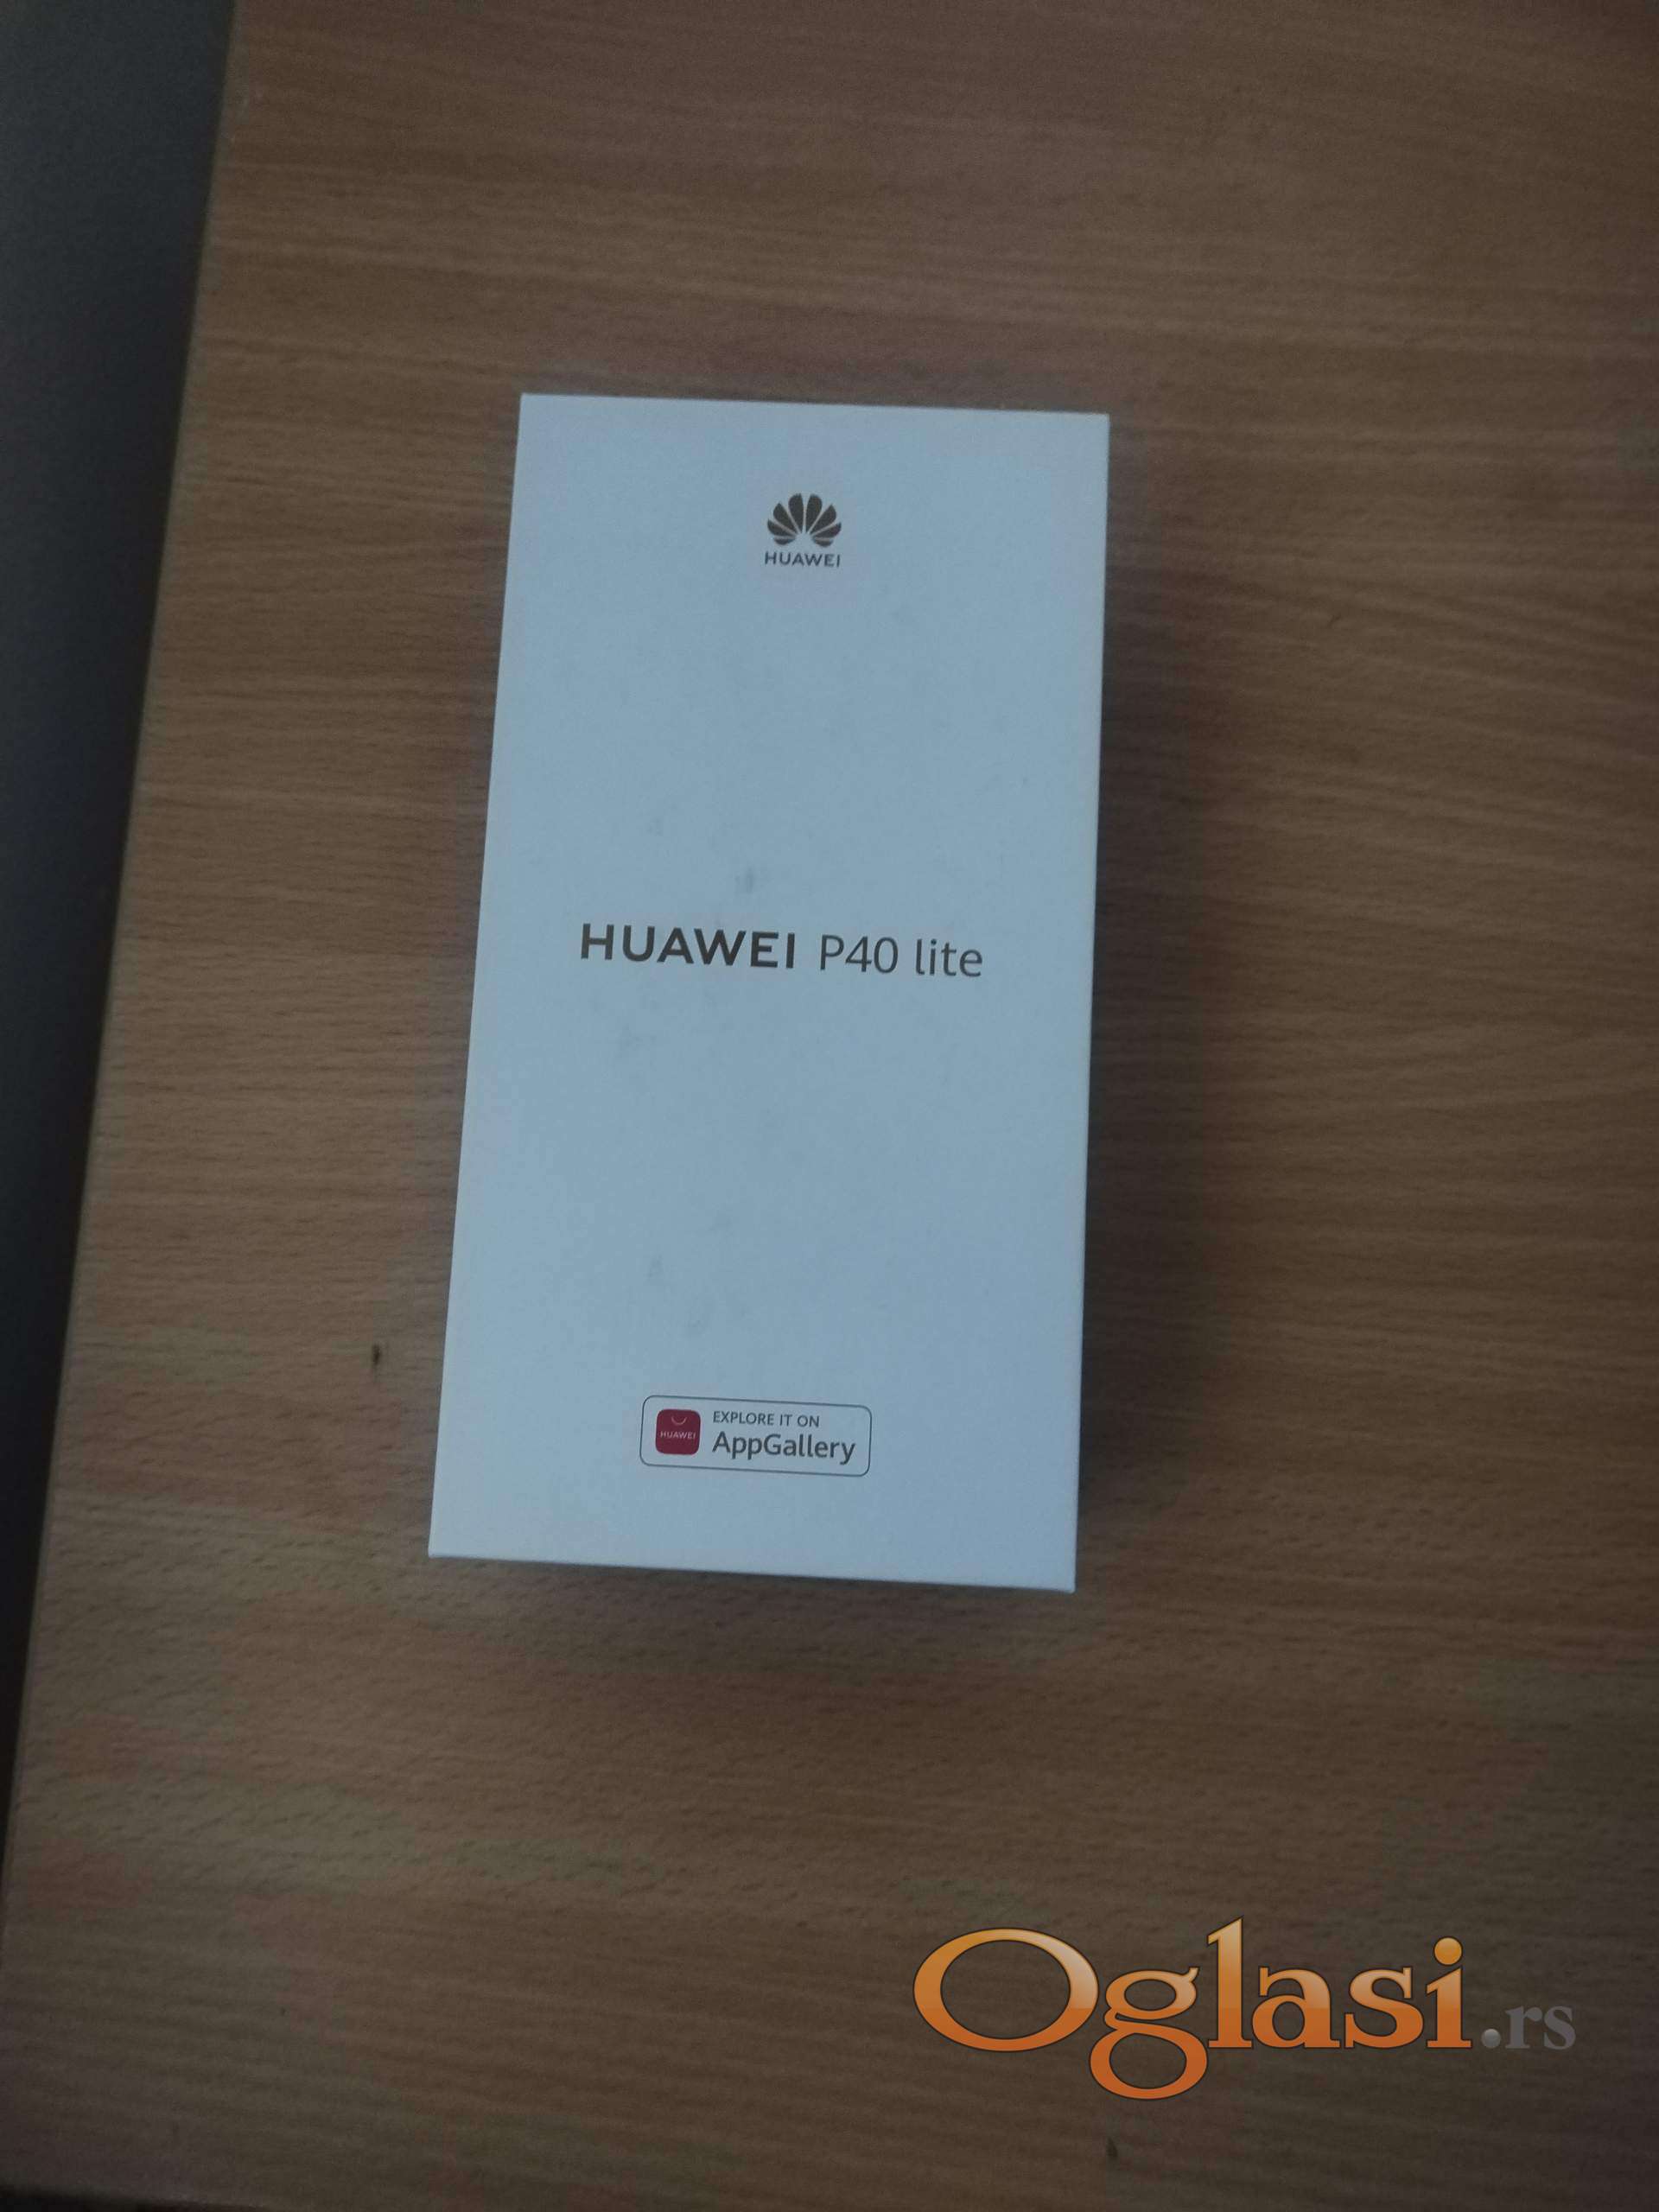 HUAWEI
HUAWEI P40 lite
EXPLORE IT ON
HUAWEI AppGallery
Oglasi.rs